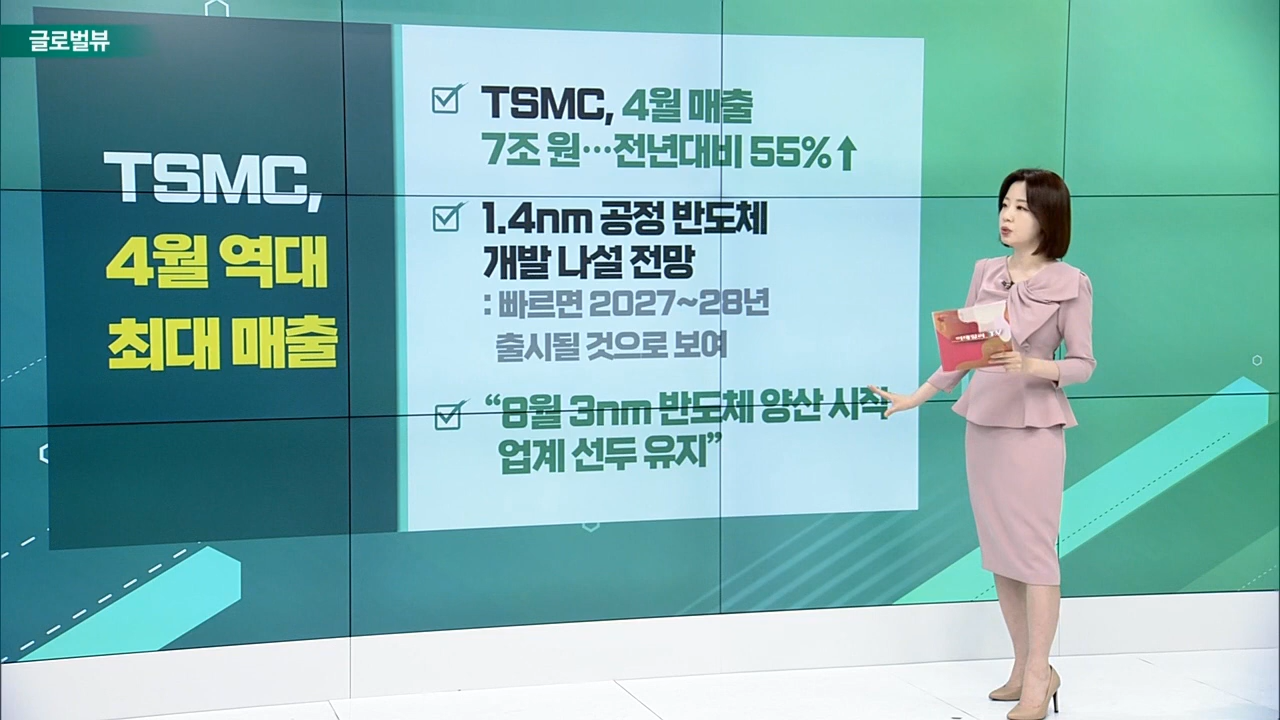 글로벌뷰
TSMC,
4월 역대
최대 매출
TSMC, 4월 매출
7조 원…전년대비 55%↑
1.4nm 공정 반도체
개발 나설 전망
: 빠르면 2027~28년
출시될 것으로 보여
“8월 3nm 반도체 양산 시작
업계 선두 유지”